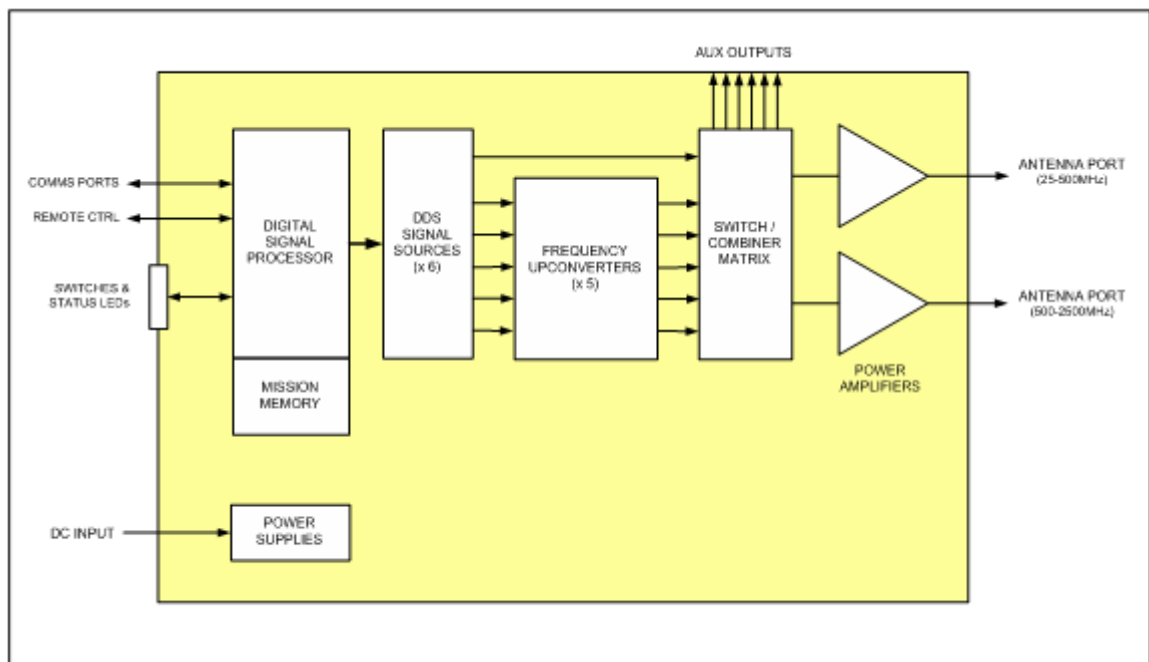 AUX OUTPUTS
COMMS PORTS
REMOTE CTRL
SWITCHES &
STATUS LEDs
DIGITAL
SIGNAL
PROCESSOR
MISSION
MEMORY
DDS
SIGNAL
SOURCES
(x 6)
FREQUENCY
UPCONVERTERS
(x 5)
SWITCH /
COMBINER
MATRIX
POWER
AMPLIFIERS
ANTENNA PORT
(25-500MHz)
ANTENNA PORT
(500-2500MHz)
DC INPUT
POWER
SUPPLIES